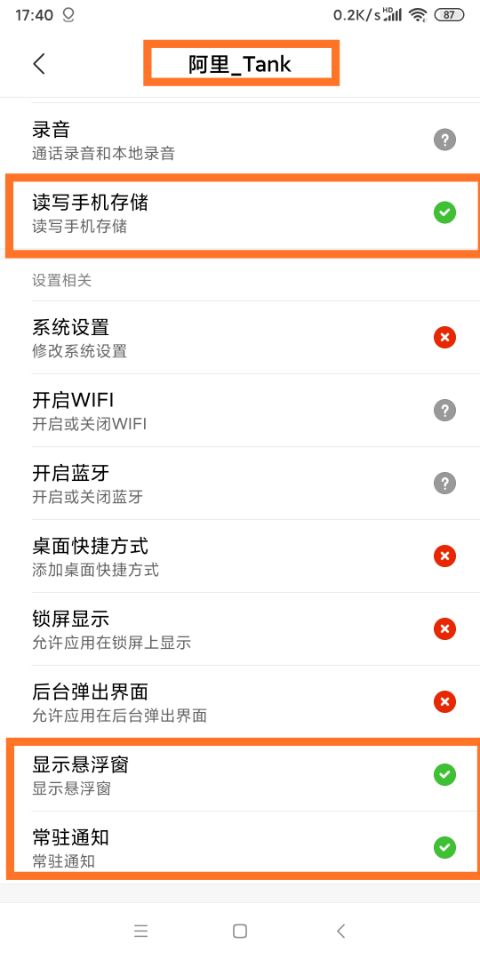 17:40
0.2K/s HD 87
阿里_Tank
录音
通话录音和本地录音
读写手机存储
读写手机存储
设置相关
系统设置
修改系统设置
开启WIFI
开启或关闭WIFI
开启蓝牙
开启或关闭蓝牙
桌面快捷方式
添加桌面快捷方式
锁屏显示
允许应用在锁屏上显示
后台弹出界面
允许应用在后台弹出界面
显示悬浮窗
显示悬浮窗
常驻通知
常驻通知